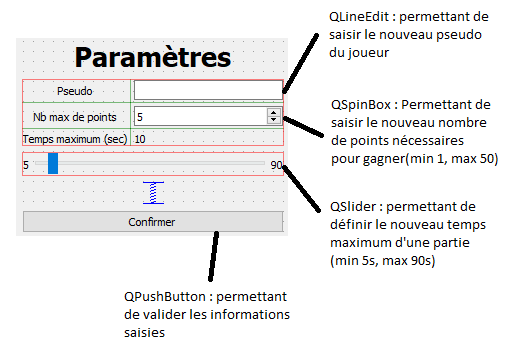 Paramètres
Pseudo
Nb max de points
5
Temps maximum (sec)
10
5
90
Confirmer
QLineEdit : permettant de
saisir le nouveau pseudo
du joueur
QSpinBox : Permettant de
saisir le nouveau nombre
de points nécessaires
pour gagner(min 1, max 50)
QSlider : permettant de
définir le nouveau temps
maximum d'une partie
(min 5s, max 90s)
QPushButton : permettant
de valider les informations
saisies